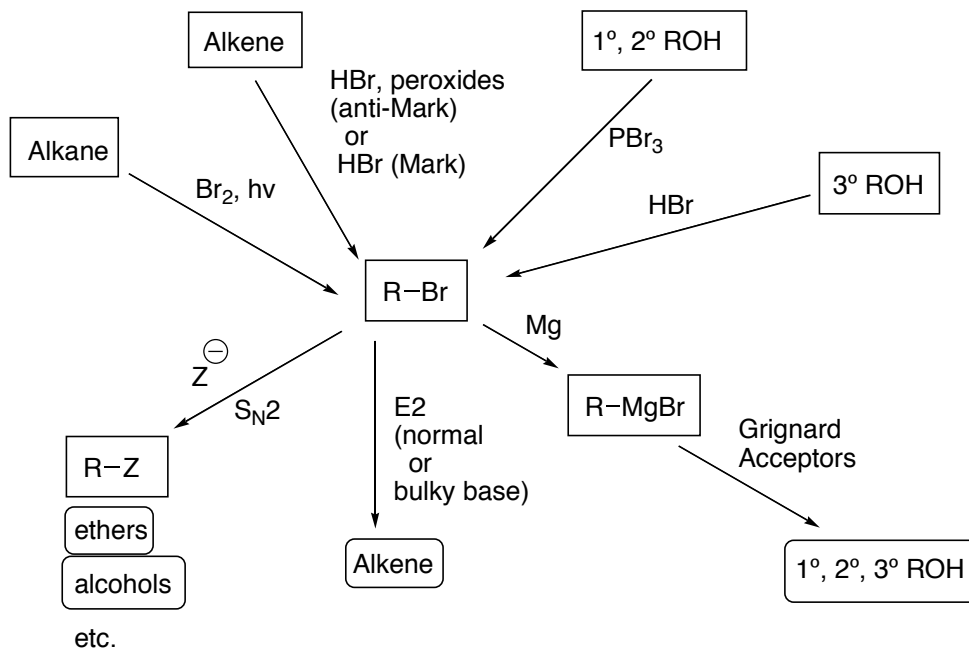 Alkene
1º, 2º ROH
HBr, peroxides
(anti-Mark)
or
HBr (Mark)
PBr₃
Alkane
Br₂, hv
3º ROH
HBr
R–Br
Mg
Z⊖
S_N2
E2
(normal
or
bulky base)
R–MgBr
Grignard
Acceptors
R–Z
ethers
alcohols
etc.
Alkene
1º, 2º, 3º ROH